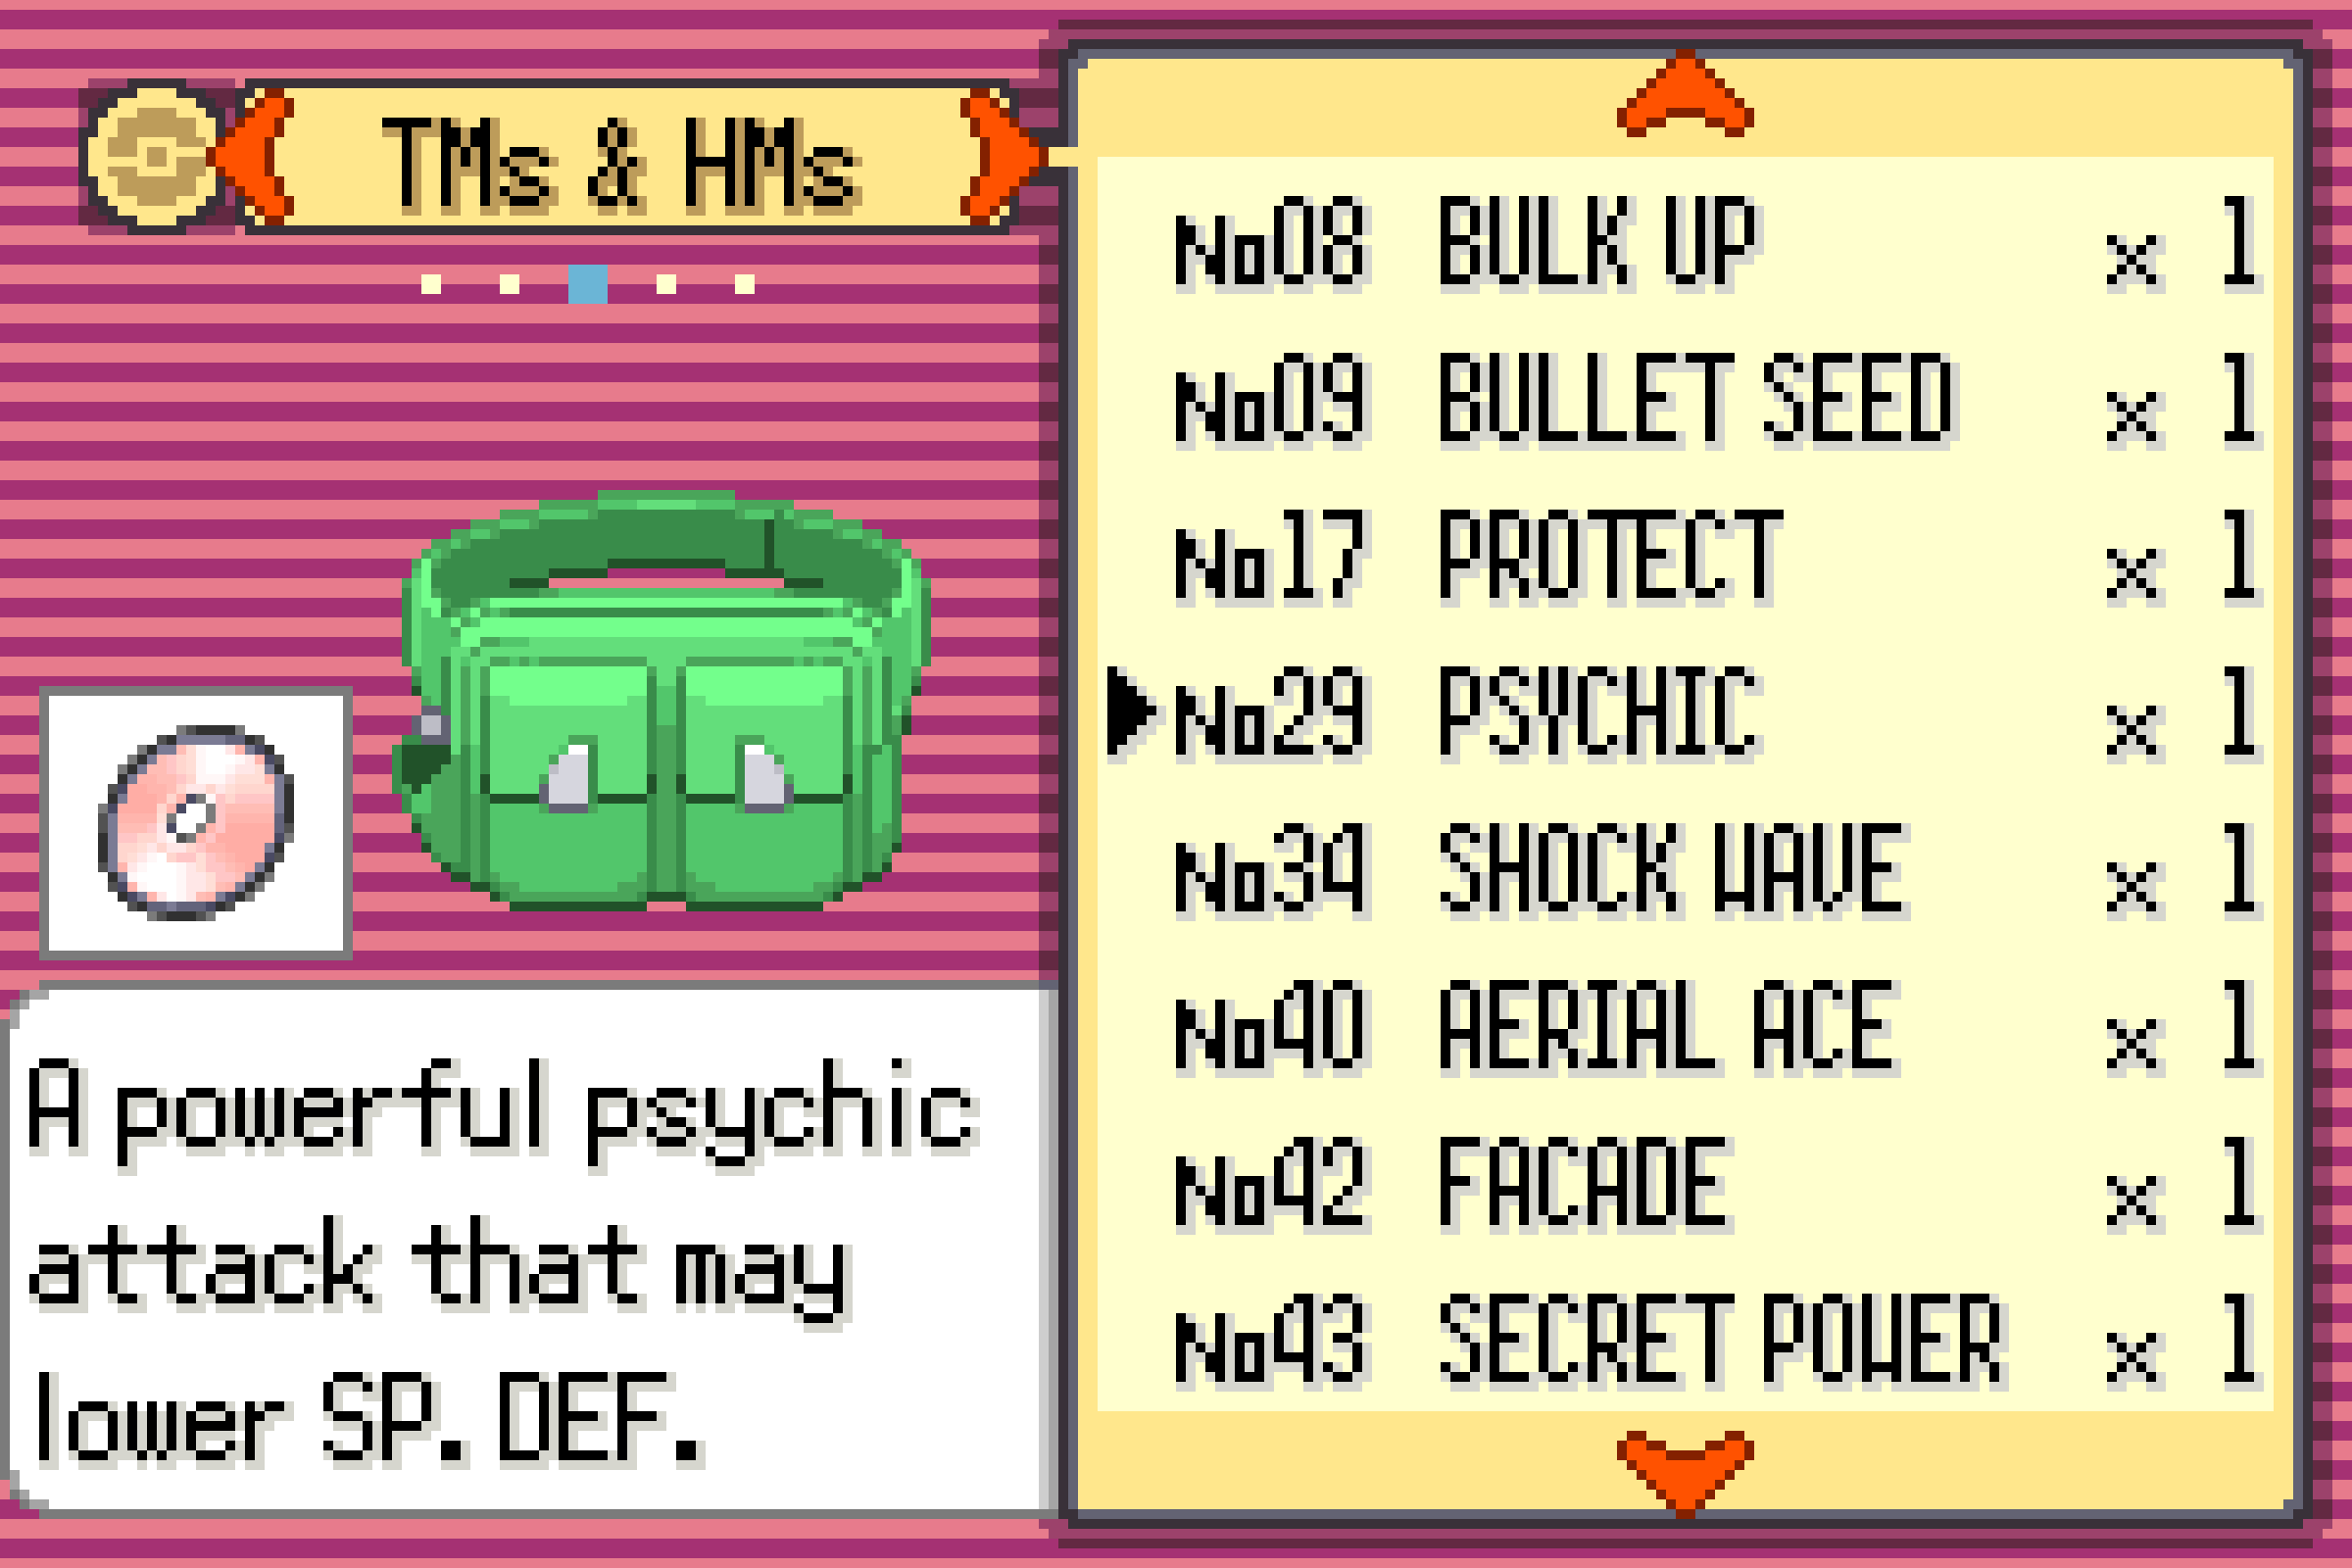 TMs & HMs
No08 BULK UP × 1
No09 BULLET SEED × 1
No17 PROTECT × 1
No29 PSYCHIC × 1
No34 SHOCK WAVE × 1
No40 AERIAL ACE × 1
No42 FACADE × 1
No43 SECRET POWER × 1
A powerful psychic
attack that may
lower SP. DEF.